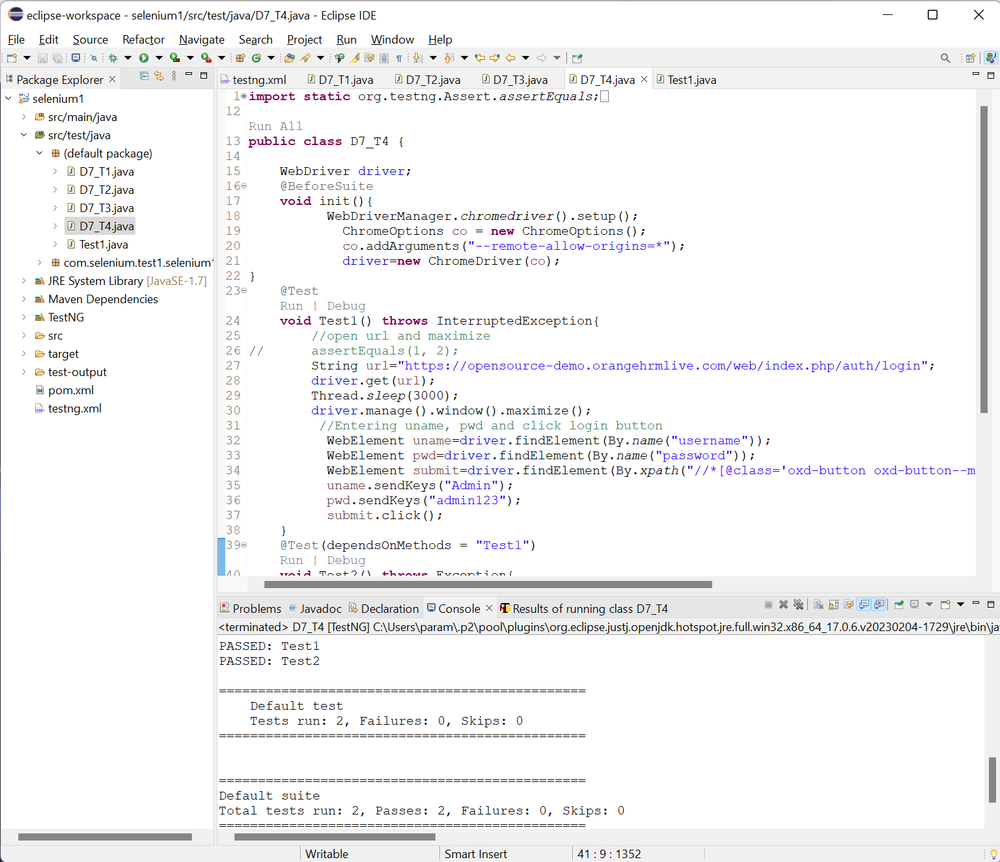 eclipse-workspace - selenium1/src/test/java/D7_T4.java - Eclipse IDE
File Edit Source Refactor Navigate Search Project Run Window Help
Package Explorer
selenium1
src/main/java
src/test/java
(default package)
D7_T1.java
D7_T2.java
D7_T3.java
D7_T4.java
Test1.java
com.selenium.test1.selenium1
JRE System Library [JavaSE-1.7]
Maven Dependencies
TestNG
src
target
test-output
pom.xml
testng.xml
testng.xml D7_T1.java D7_T2.java D7_T3.java D7_T4.java Test1.java
1 import static org.testng.Assert.assertEquals;
12
Run All
13 public class D7_T4 {
14
15 WebDriver driver;
16 @BeforeSuite
17 void init(){
18 WebDriverManager.chromedriver().setup();
19 ChromeOptions co = new ChromeOptions();
20 co.addArguments("--remote-allow-origins=*");
21 driver=new ChromeDriver(co);
22 }
23 @Test
Run | Debug
24 void Test1() throws InterruptedException{
25 //open url and maximize
26 // assertEquals(1, 2);
27 String url="https://opensource-demo.orangehrmlive.com/web/index.php/auth/login";
28 driver.get(url);
29 Thread.sleep(3000);
30 driver.manage().window().maximize();
31 //Entering uname, pwd and click login button
32 WebElement uname=driver.findElement(By.name("username"));
33 WebElement pwd=driver.findElement(By.name("password"));
34 WebElement submit=driver.findElement(By.xpath("//*[@class='oxd-button oxd-button--m
35 uname.sendKeys("Admin");
36 pwd.sendKeys("admin123");
37 submit.click();
38 }
39 @Test(dependsOnMethods = "Test1")
Run | Debug
40 void Test2() throws Exception{
Problems Javadoc Declaration Console Results of running class D7_T4
<terminated> D7_T4 [TestNG] C:\Users\param\.p2\pool\plugins\org.eclipse.justj.openjdk.hotspot.jre.full.win32.x86_64_17.0.6.v20230204-1729\jre\bin\ja
PASSED: Test1
PASSED: Test2
===============================================
Default test
Tests run: 2, Failures: 0, Skips: 0
===============================================
===============================================
Default suite
Total tests run: 2, Passes: 2, Failures: 0, Skips: 0
===============================================
Writable Smart Insert 41 : 9 : 1352